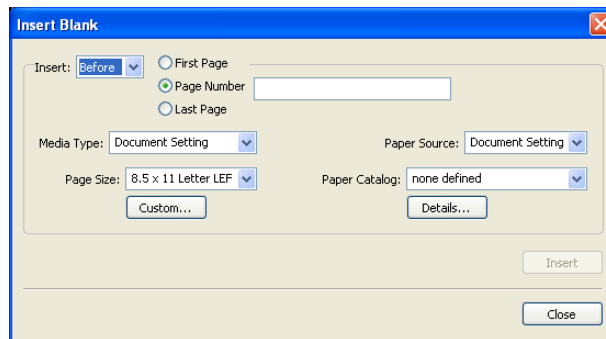 Insert Blank
Insert: Before
First Page
Page Number
Last Page
Media Type: Document Setting Paper Source: Document Setting
Page Size: 8.5 x 11 Letter LEF Paper Catalog: none defined
Custom... Details...
Insert
Close